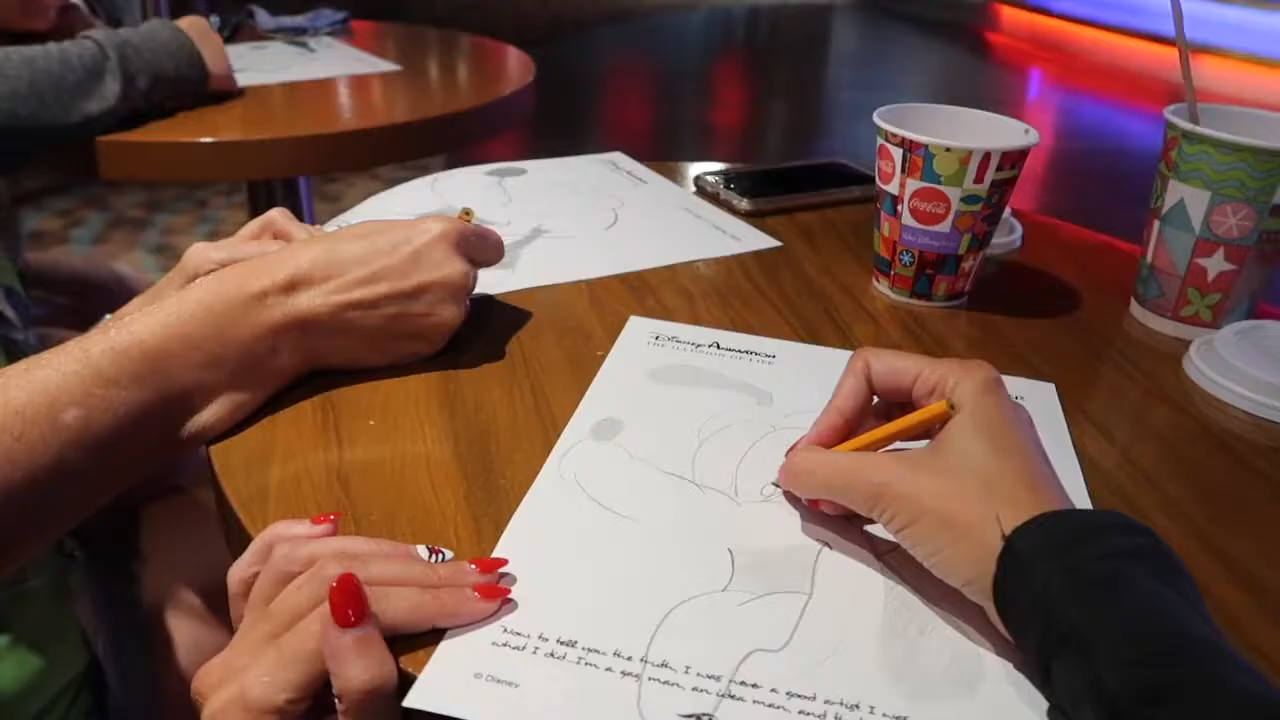 DISNEY ANIMATION
THE ILLUSION OF LIFE
"Now to tell you the truth, I was never a good artist. I was
what I did. I'm a gag man, an idea man, and
© Disney
Coca-Cola
Walt Disney